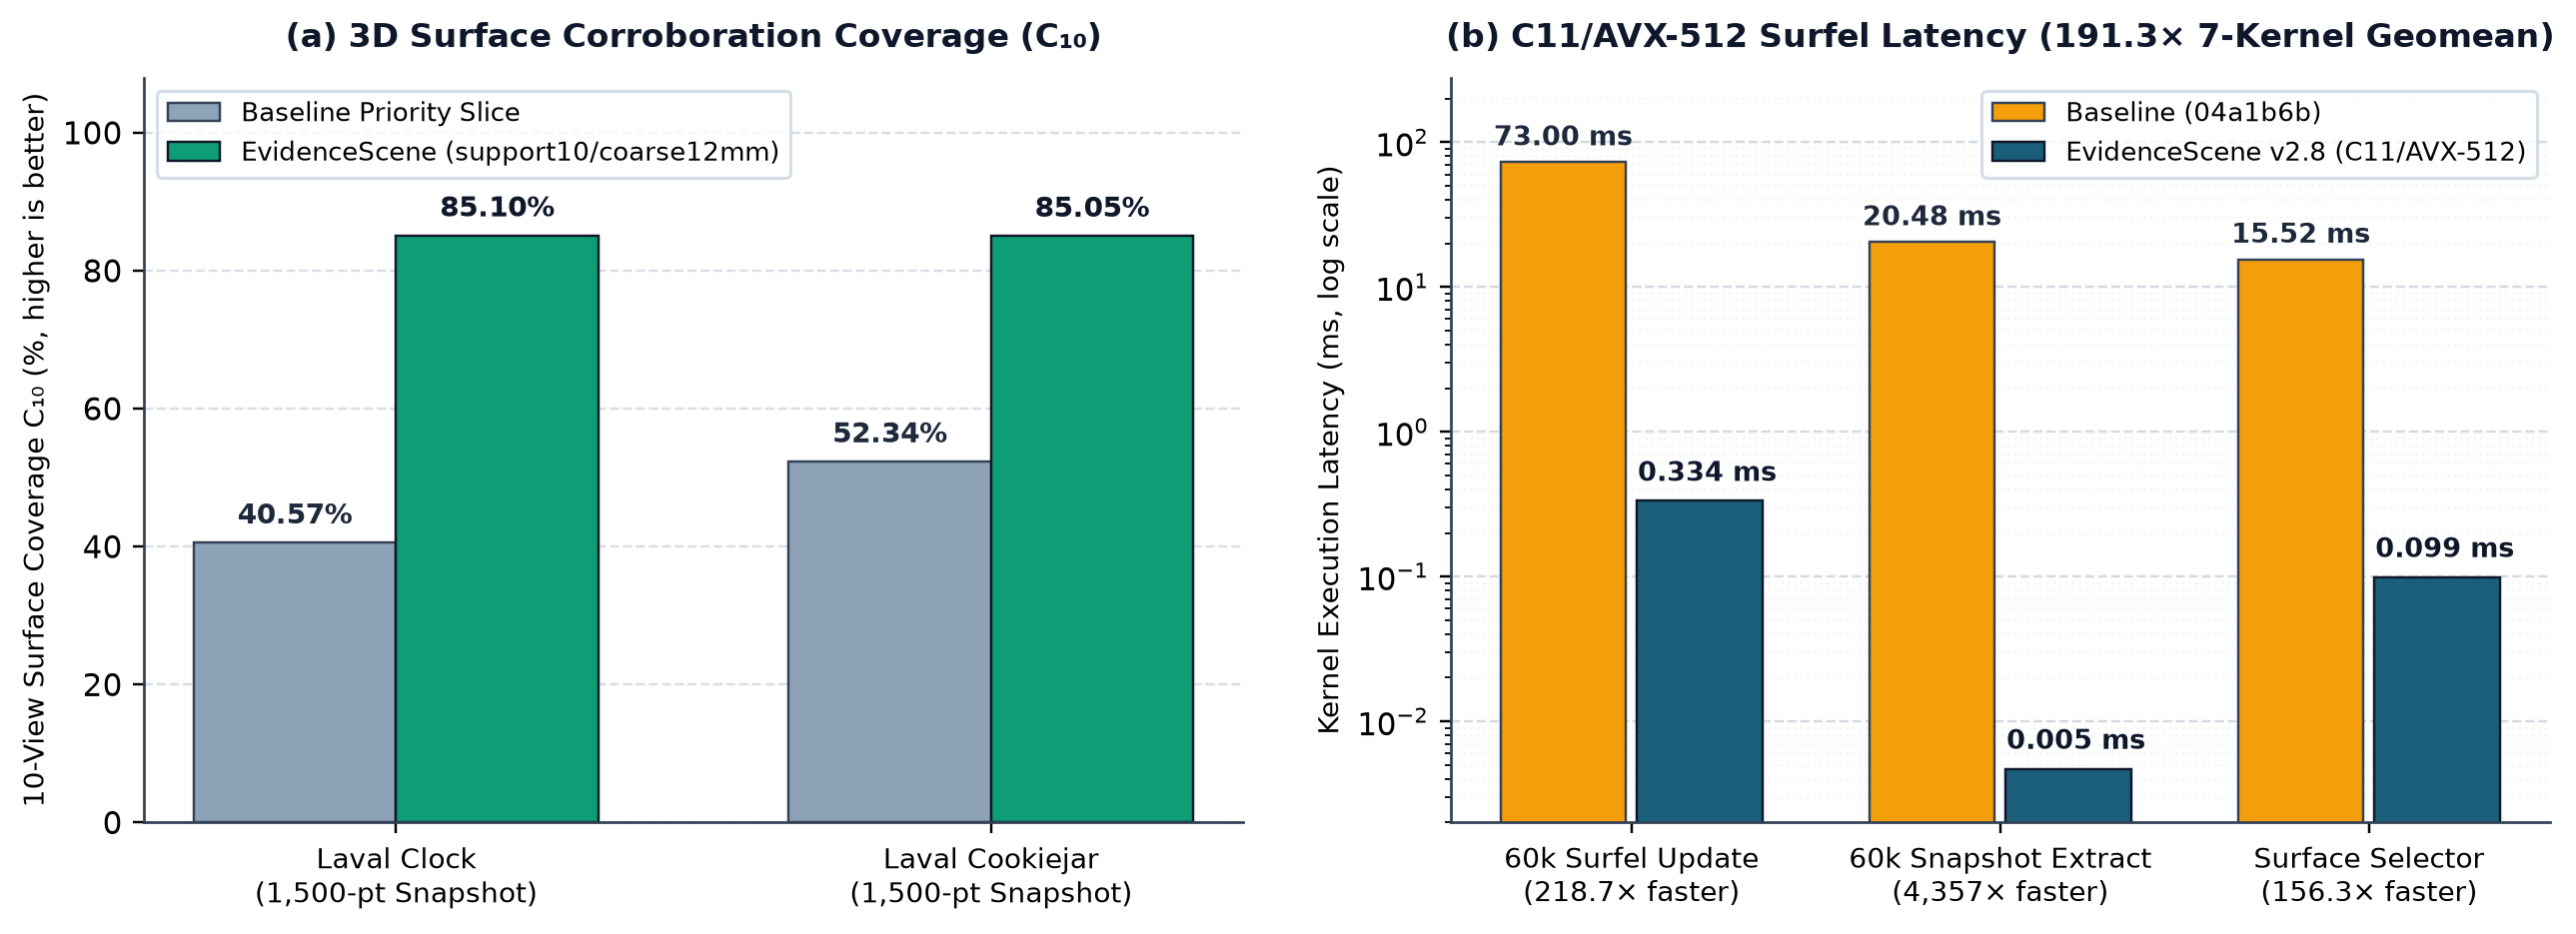 (a) 3D Surface Corroboration Coverage (C₁₀)
10-View Surface Coverage C₁₀ (%, higher is better)
100
80
60
40
20
0
Baseline Priority Slice
EvidenceScene (support10/coarse12mm)
40.57%
85.10%
52.34%
85.05%
Laval Clock
(1,500-pt Snapshot)
Laval Cookiejar
(1,500-pt Snapshot)
(b) C11/AVX-512 Surfel Latency (191.3× 7-Kernel Geomean)
Kernel Execution Latency (ms, log scale)
10²
10¹
10⁰
10⁻¹
10⁻²
Baseline (04a1b6b)
EvidenceScene v2.8 (C11/AVX-512)
73.00 ms
0.334 ms
20.48 ms
0.005 ms
15.52 ms
0.099 ms
60k Surfel Update
(218.7× faster)
60k Snapshot Extract
(4,357× faster)
Surface Selector
(156.3× faster)